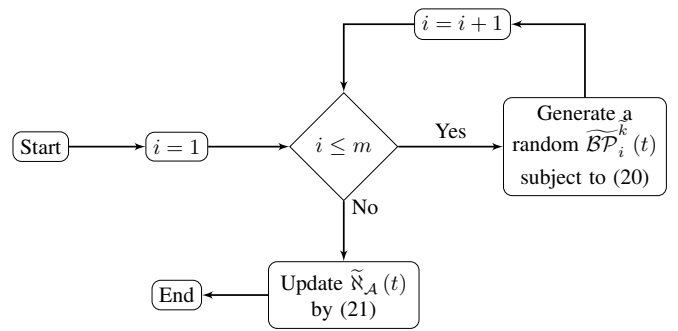 i = i + 1
Start
i = 1
i ≤ m
Yes
Generate a
random $\widetilde{\mathcal{BP}}_i^{\tilde{k}}(t)$
subject to (20)
No
Update $\widetilde{\aleph}_{\mathcal{A}}(t)$
by (21)
End